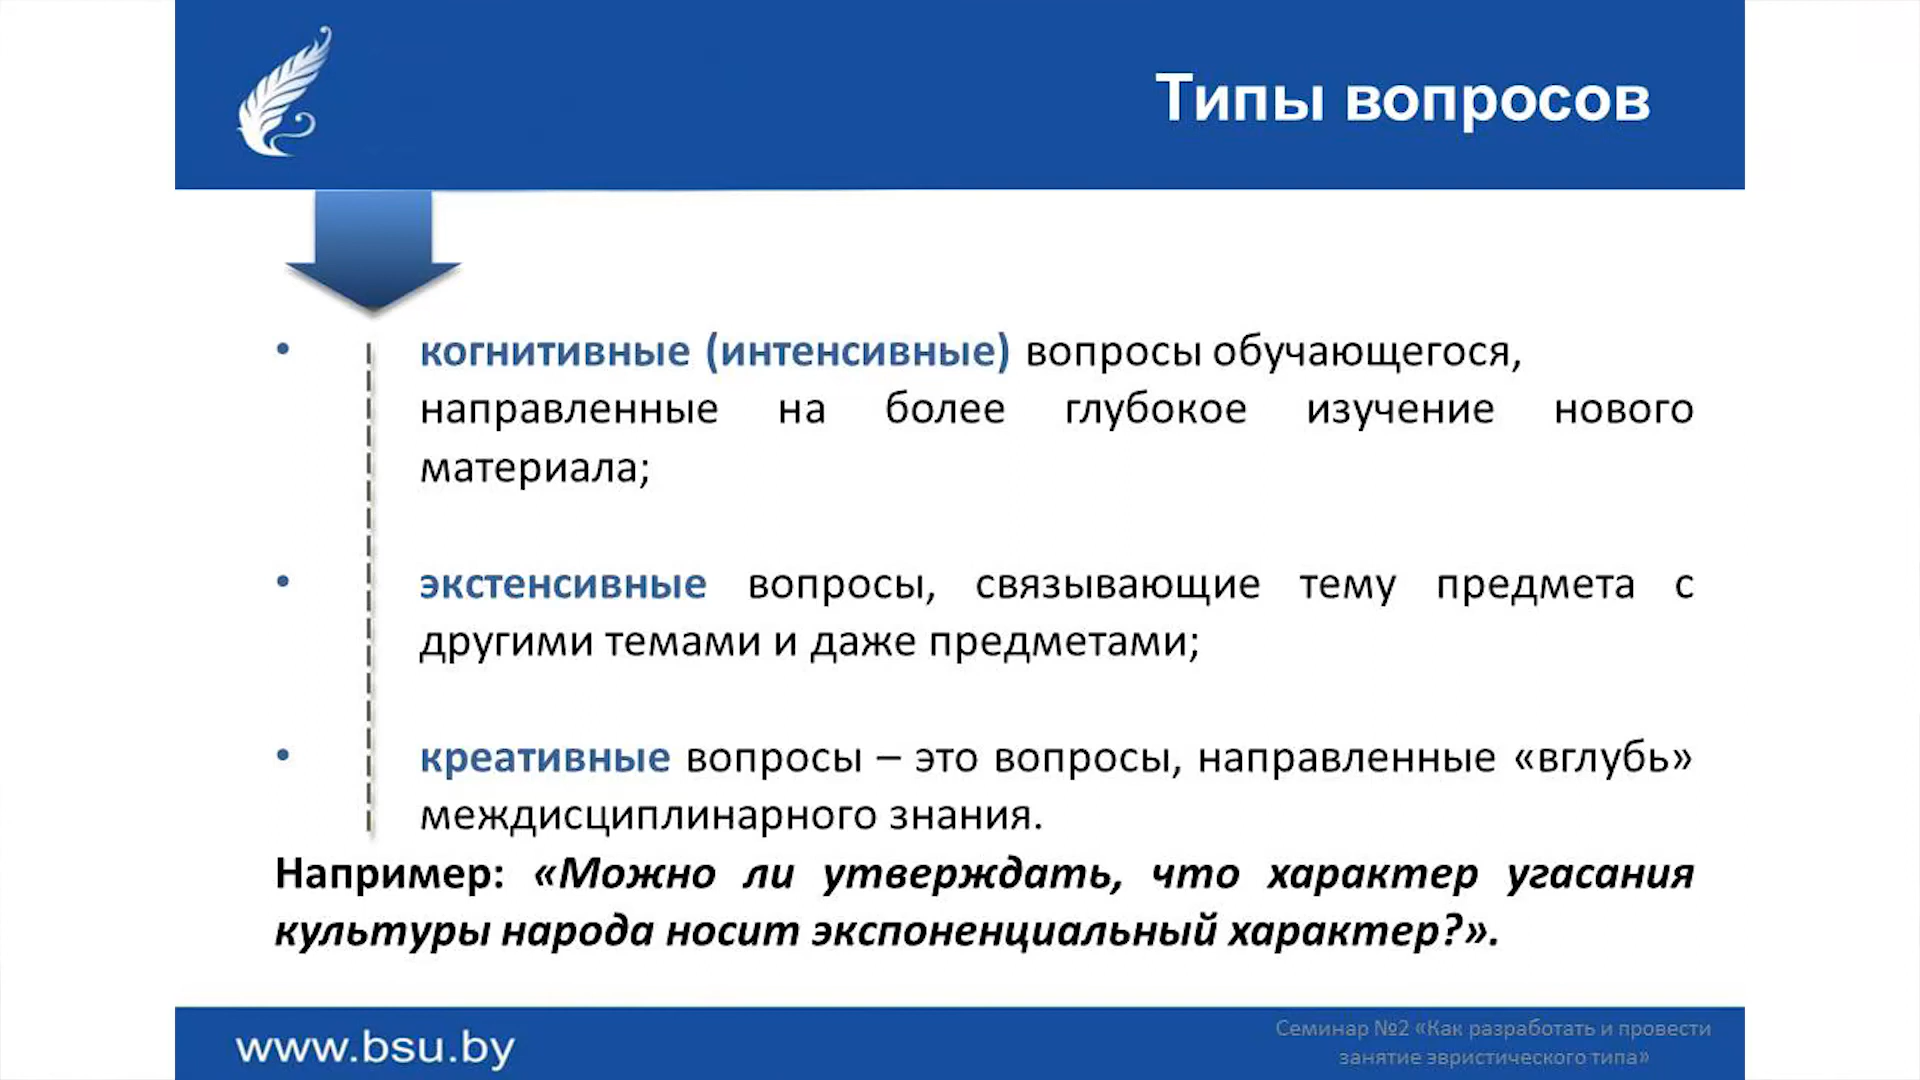 Типы вопросов
• когнитивные (интенсивные) вопросы обучающегося,
направленные на более глубокое изучение нового
материала;
• экстенсивные вопросы, связывающие тему предмета с
другими темами и даже предметами;
• креативные вопросы – это вопросы, направленные «вглубь»
междисциплинарного знания.
Например: «Можно ли утверждать, что характер угасания
культуры народа носит экспоненциальный характер?».
www.bsu.by
Семинар №2 «Как разработать и провести
занятие эвристического типа»